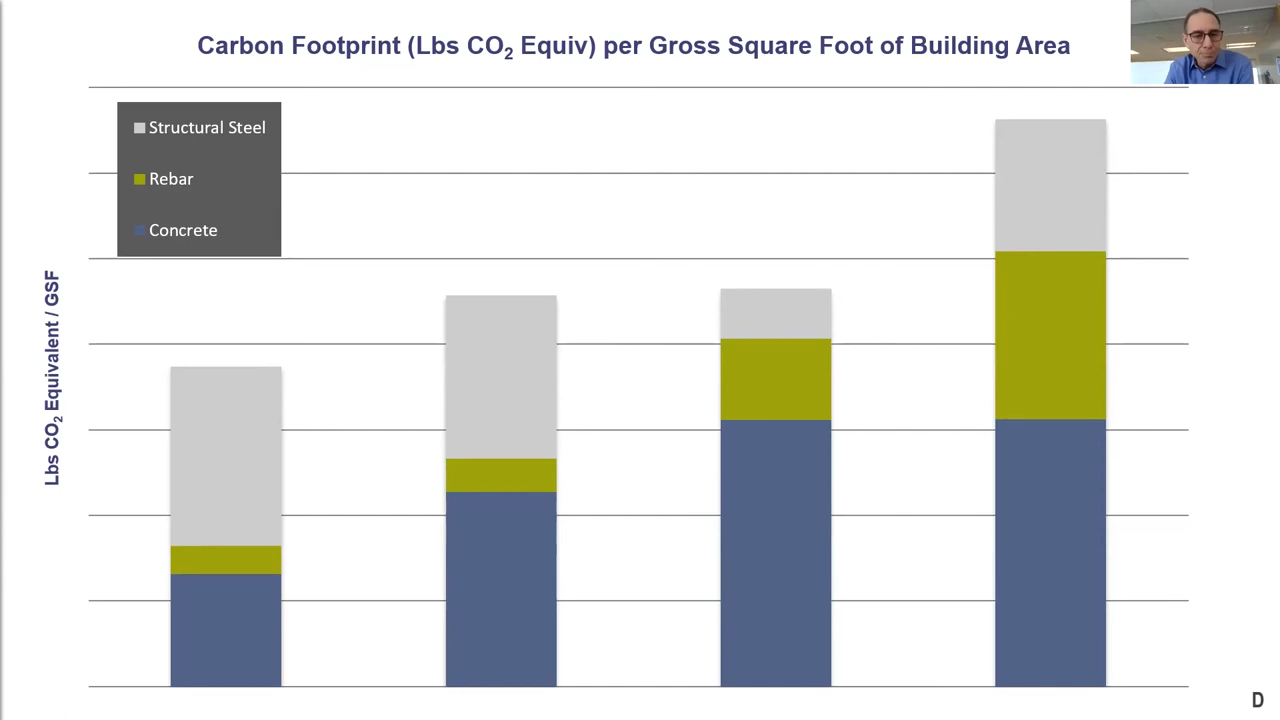 Carbon Footprint (Lbs CO₂ Equiv) per Gross Square Foot of Building Area
Structural Steel
Rebar
Concrete
Lbs CO₂ Equivalent / GSF
D